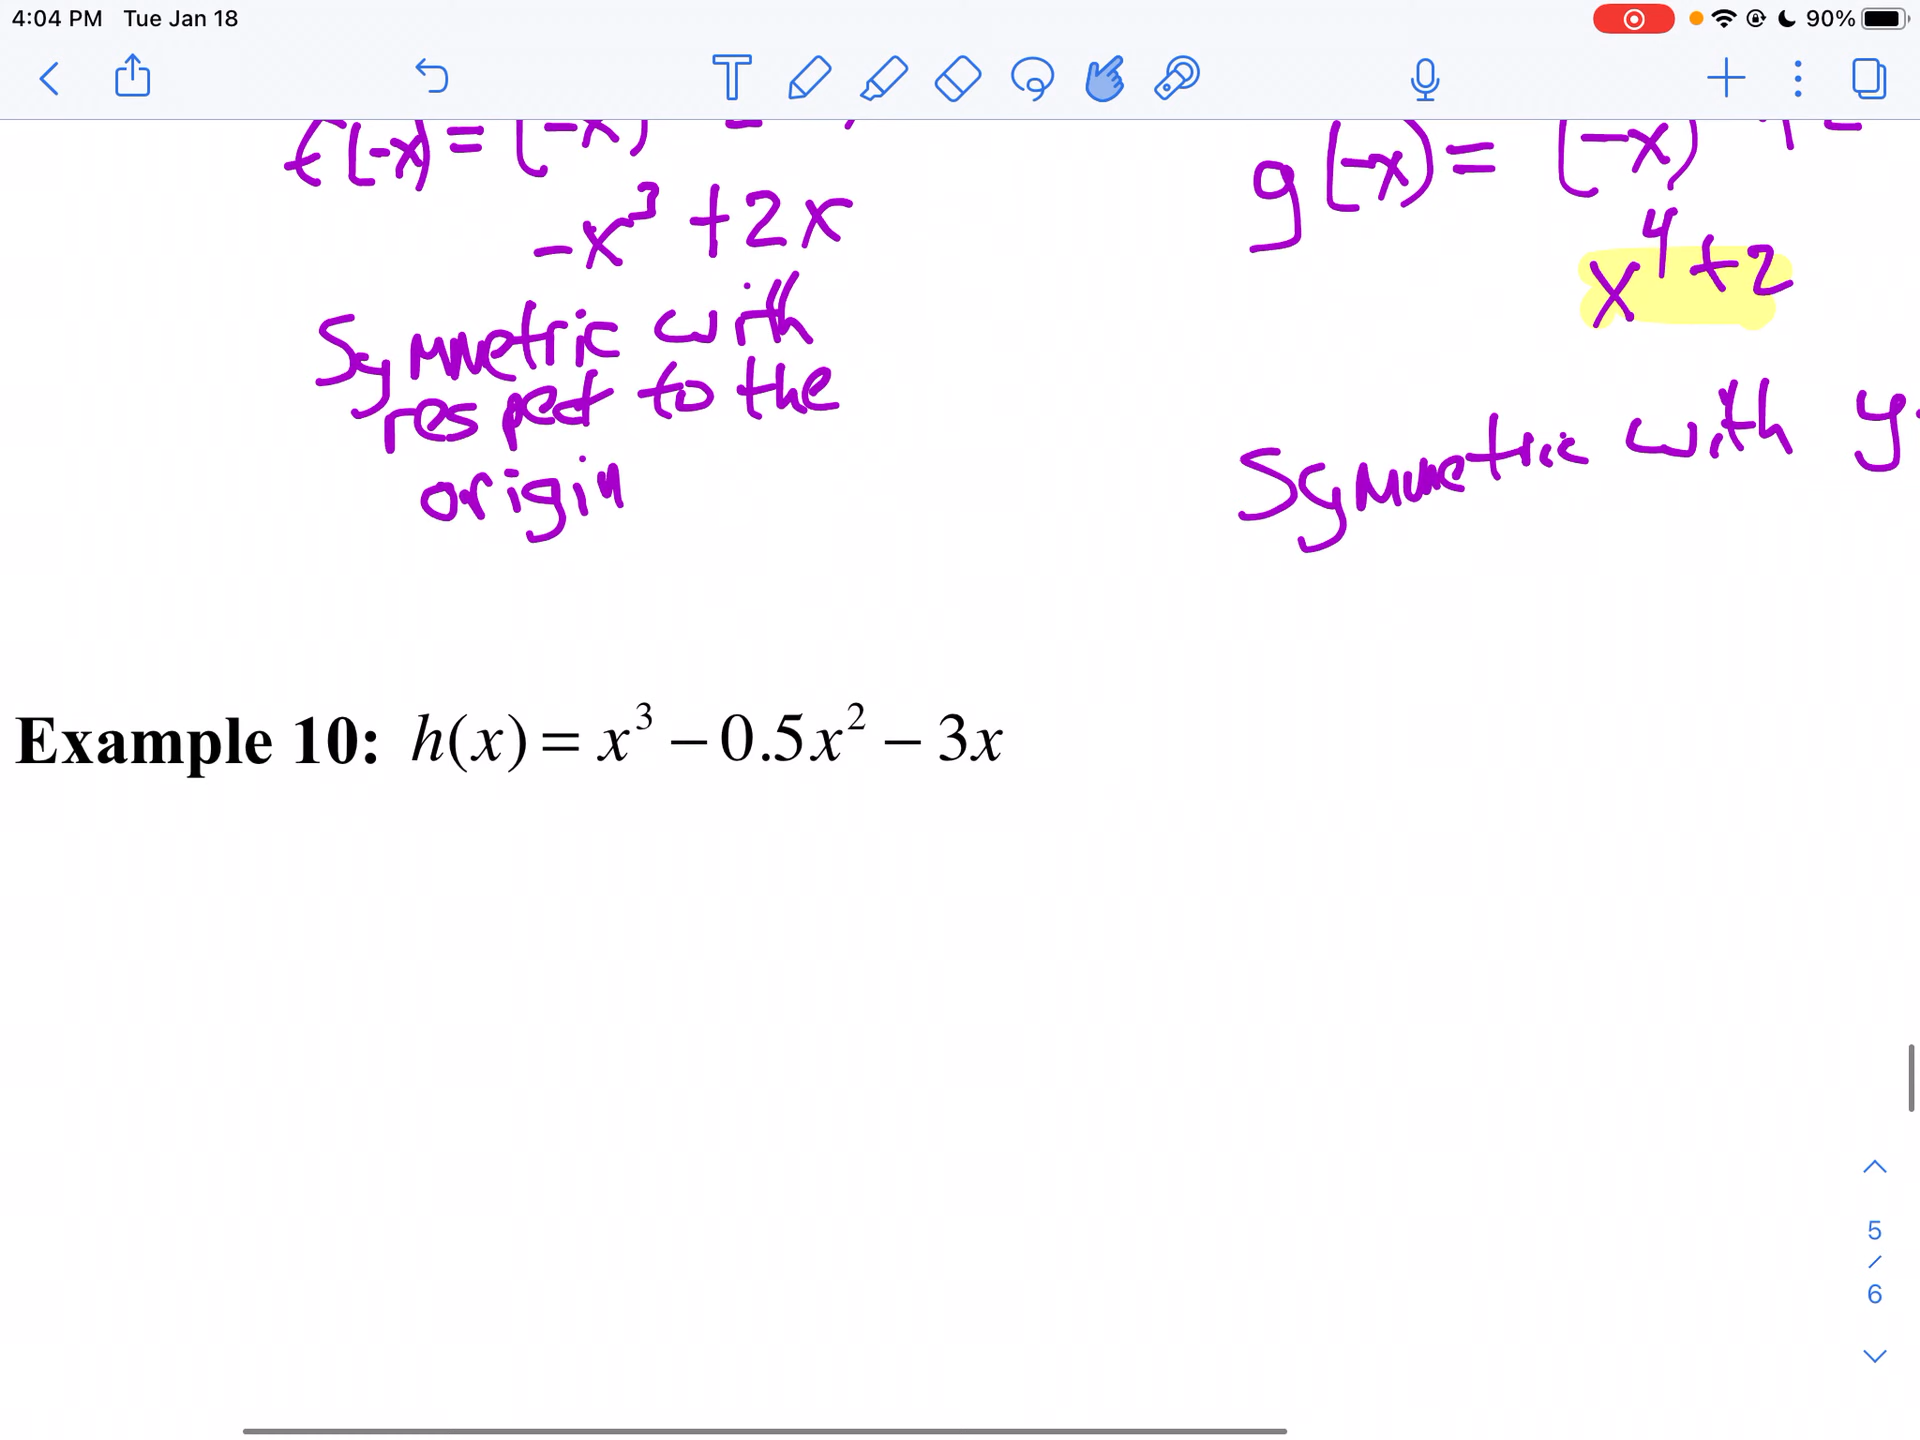 4:04 PM Tue Jan 18
90%
f(-x) = (-x)
-x³ +2x
Symmetric with
respect to the
origin
g(-x) = (-x)
x⁴+2
Symmetric with y
Example 10: h(x) = x³ − 0.5x² − 3x
5
/
6